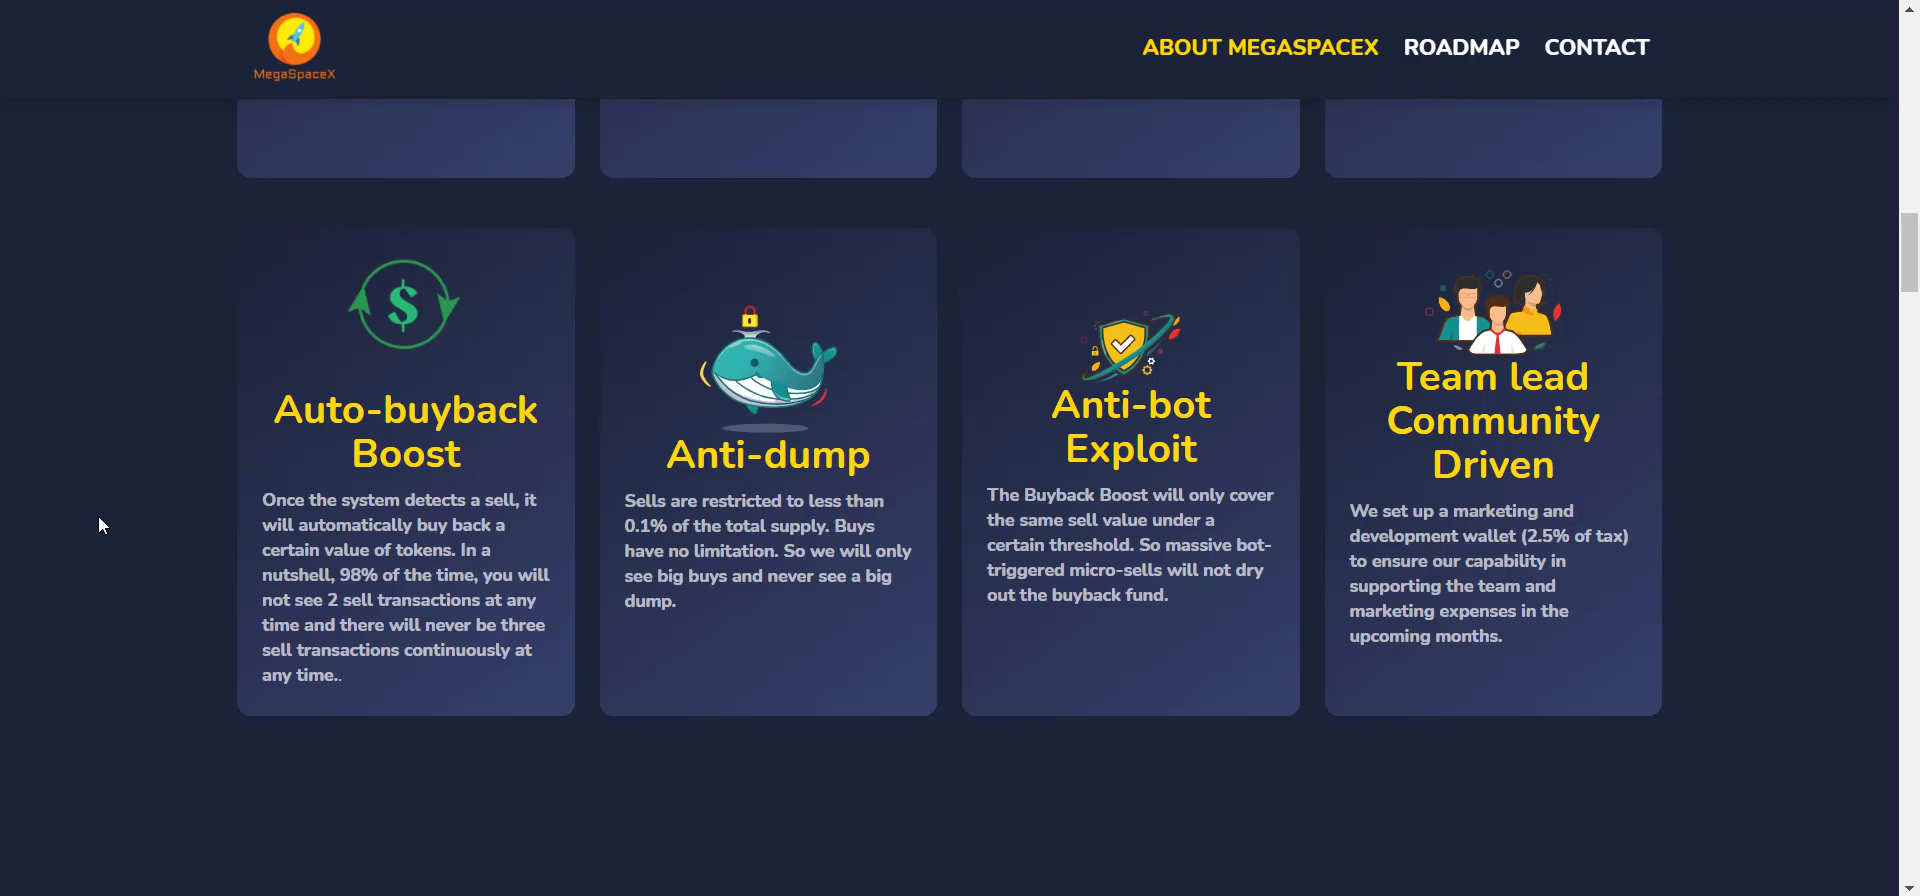 MegaSpaceX
ABOUT MEGASPACEX
ROADMAP
CONTACT
Auto-buyback
Boost
Once the system detects a sell, it
will automatically buy back a
certain value of tokens. In a
nutshell, 98% of the time, you will
not see 2 sell transactions at any
time and there will never be three
sell transactions continuously at
any time..
Anti-dump
Sells are restricted to less than
0.1% of the total supply. Buys
have no limitation. So we will only
see big buys and never see a big
dump.
Anti-bot
Exploit
The Buyback Boost will only cover
the same sell value under a
certain threshold. So massive bot-
triggered micro-sells will not dry
out the buyback fund.
Team lead
Community
Driven
We set up a marketing and
development wallet (2.5% of tax)
to ensure our capability in
supporting the team and
marketing expenses in the
upcoming months.